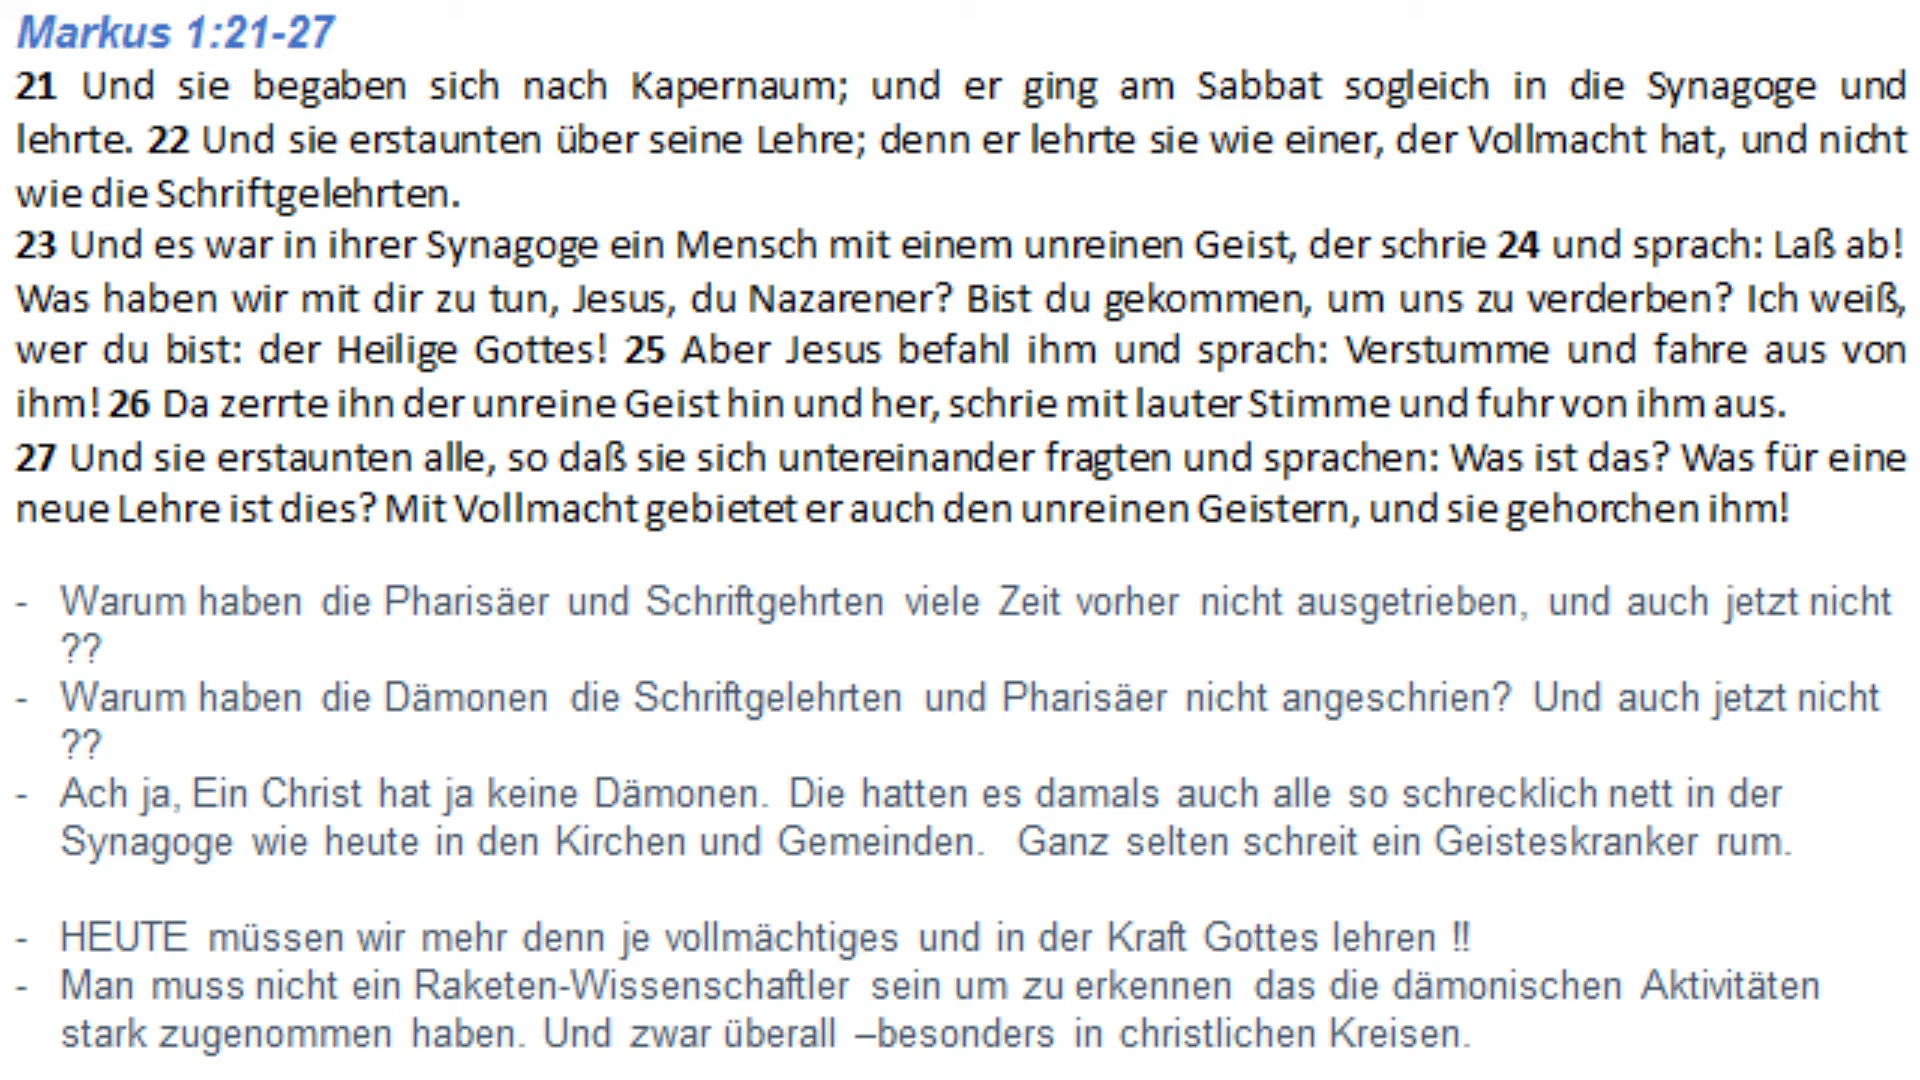 Markus 1:21-27
21 Und sie begaben sich nach Kapernaum; und er ging am Sabbat sogleich in die Synagoge und
lehrte. 22 Und sie erstaunten über seine Lehre; denn er lehrte sie wie einer, der Vollmacht hat, und nicht
wie die Schriftgelehrten.
23 Und es war in ihrer Synagoge ein Mensch mit einem unreinen Geist, der schrie 24 und sprach: Laß ab!
Was haben wir mit dir zu tun, Jesus, du Nazarener? Bist du gekommen, um uns zu verderben? Ich weiß,
wer du bist: der Heilige Gottes! 25 Aber Jesus befahl ihm und sprach: Verstumme und fahre aus von
ihm! 26 Da zerrte ihn der unreine Geist hin und her, schrie mit lauter Stimme und fuhr von ihm aus.
27 Und sie erstaunten alle, so daß sie sich untereinander fragten und sprachen: Was ist das? Was für eine
neue Lehre ist dies? Mit Vollmacht gebietet er auch den unreinen Geistern, und sie gehorchen ihm!
- Warum haben die Pharisäer und Schriftgehrten viele Zeit vorher nicht ausgetrieben, und auch jetzt nicht
??
- Warum haben die Dämonen die Schriftgelehrten und Pharisäer nicht angeschrien? Und auch jetzt nicht
??
- Ach ja, Ein Christ hat ja keine Dämonen. Die hatten es damals auch alle so schrecklich nett in der
Synagoge wie heute in den Kirchen und Gemeinden. Ganz selten schreit ein Geisteskranker rum.
- HEUTE müssen wir mehr denn je vollmächtiges und in der Kraft Gottes lehren !!
- Man muss nicht ein Raketen-Wissenschaftler sein um zu erkennen das die dämonischen Aktivitäten
stark zugenommen haben. Und zwar überall –besonders in christlichen Kreisen.